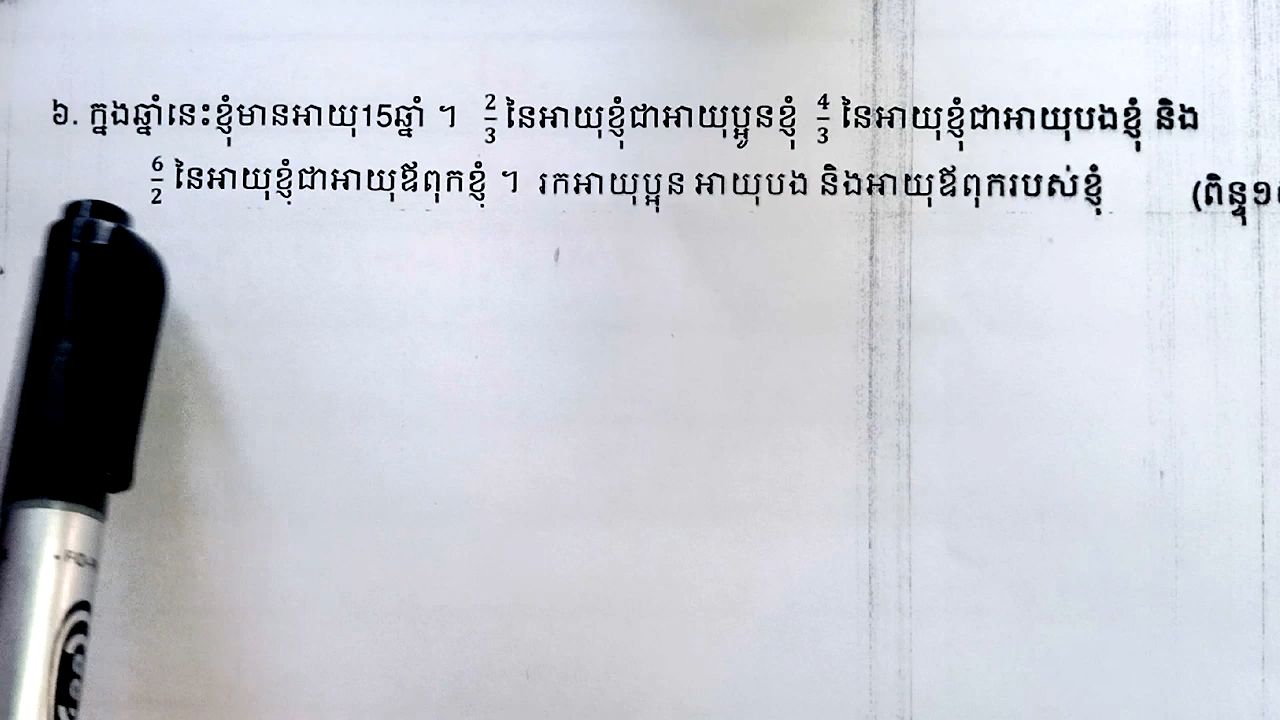 ៦. ក្នុងឆ្នាំនេះខ្ញុំមានអាយុ15ឆ្នាំ ។ 2/3 នៃអាយុខ្ញុំជាអាយុប្អូនខ្ញុំ 4/3 នៃអាយុខ្ញុំជាអាយុបងខ្ញុំ និង
6/2 នៃអាយុខ្ញុំជាអាយុឪពុកខ្ញុំ ។ រកអាយុប្អូន អាយុបង និងអាយុឪពុករបស់ខ្ញុំ (ពិន្ទុ